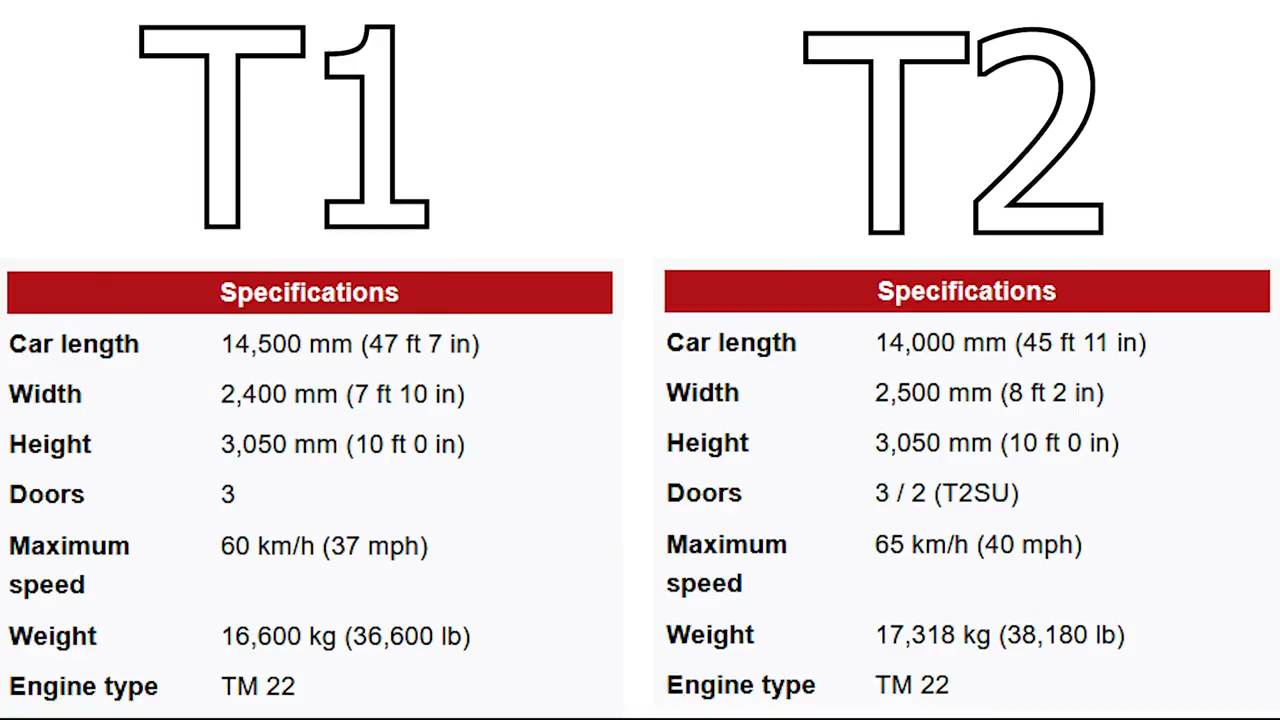 T1
Specifications
Car length 14,500 mm (47 ft 7 in)
Width 2,400 mm (7 ft 10 in)
Height 3,050 mm (10 ft 0 in)
Doors 3
Maximum speed 60 km/h (37 mph)
Weight 16,600 kg (36,600 lb)
Engine type TM 22
T2
Specifications
Car length 14,000 mm (45 ft 11 in)
Width 2,500 mm (8 ft 2 in)
Height 3,050 mm (10 ft 0 in)
Doors 3 / 2 (T2SU)
Maximum speed 65 km/h (40 mph)
Weight 17,318 kg (38,180 lb)
Engine type TM 22